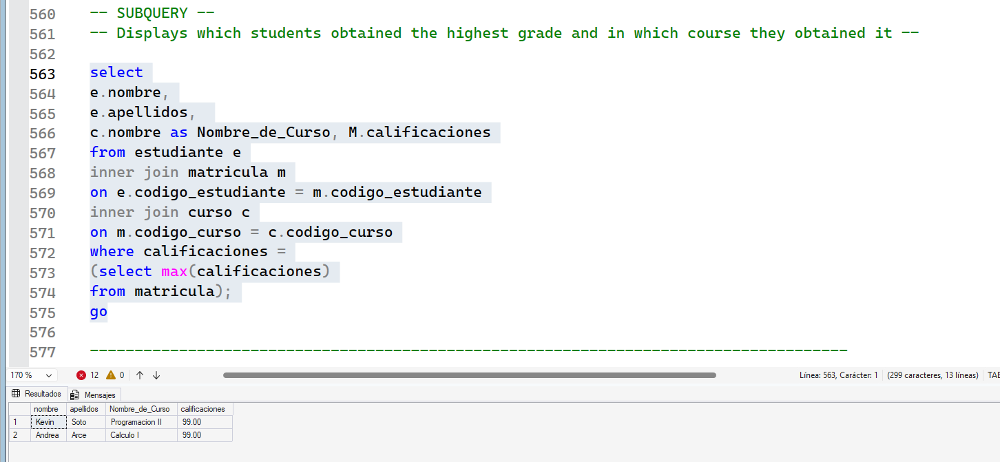 560 -- SUBQUERY --
561 -- Displays which students obtained the highest grade and in which course they obtained it --
562
563 select
564 e.nombre,
565 e.apellidos,
566 c.nombre as Nombre_de_Curso, M.calificaciones
567 from estudiante e
568 inner join matricula m
569 on e.codigo_estudiante = m.codigo_estudiante
570 inner join curso c
571 on m.codigo_curso = c.codigo_curso
572 where calificaciones =
573 (select max(calificaciones)
574 from matricula);
575 go
576
577 -------------------------------------------------------------------------------------
170 % 12 0 Línea: 563, Carácter: 1 (299 caracteres, 13 líneas)
Resultados Mensajes
nombre apellidos Nombre_de_Curso calificaciones
1 Kevin Soto Programacion II 99.00
2 Andrea Arce Calculo I 99.00